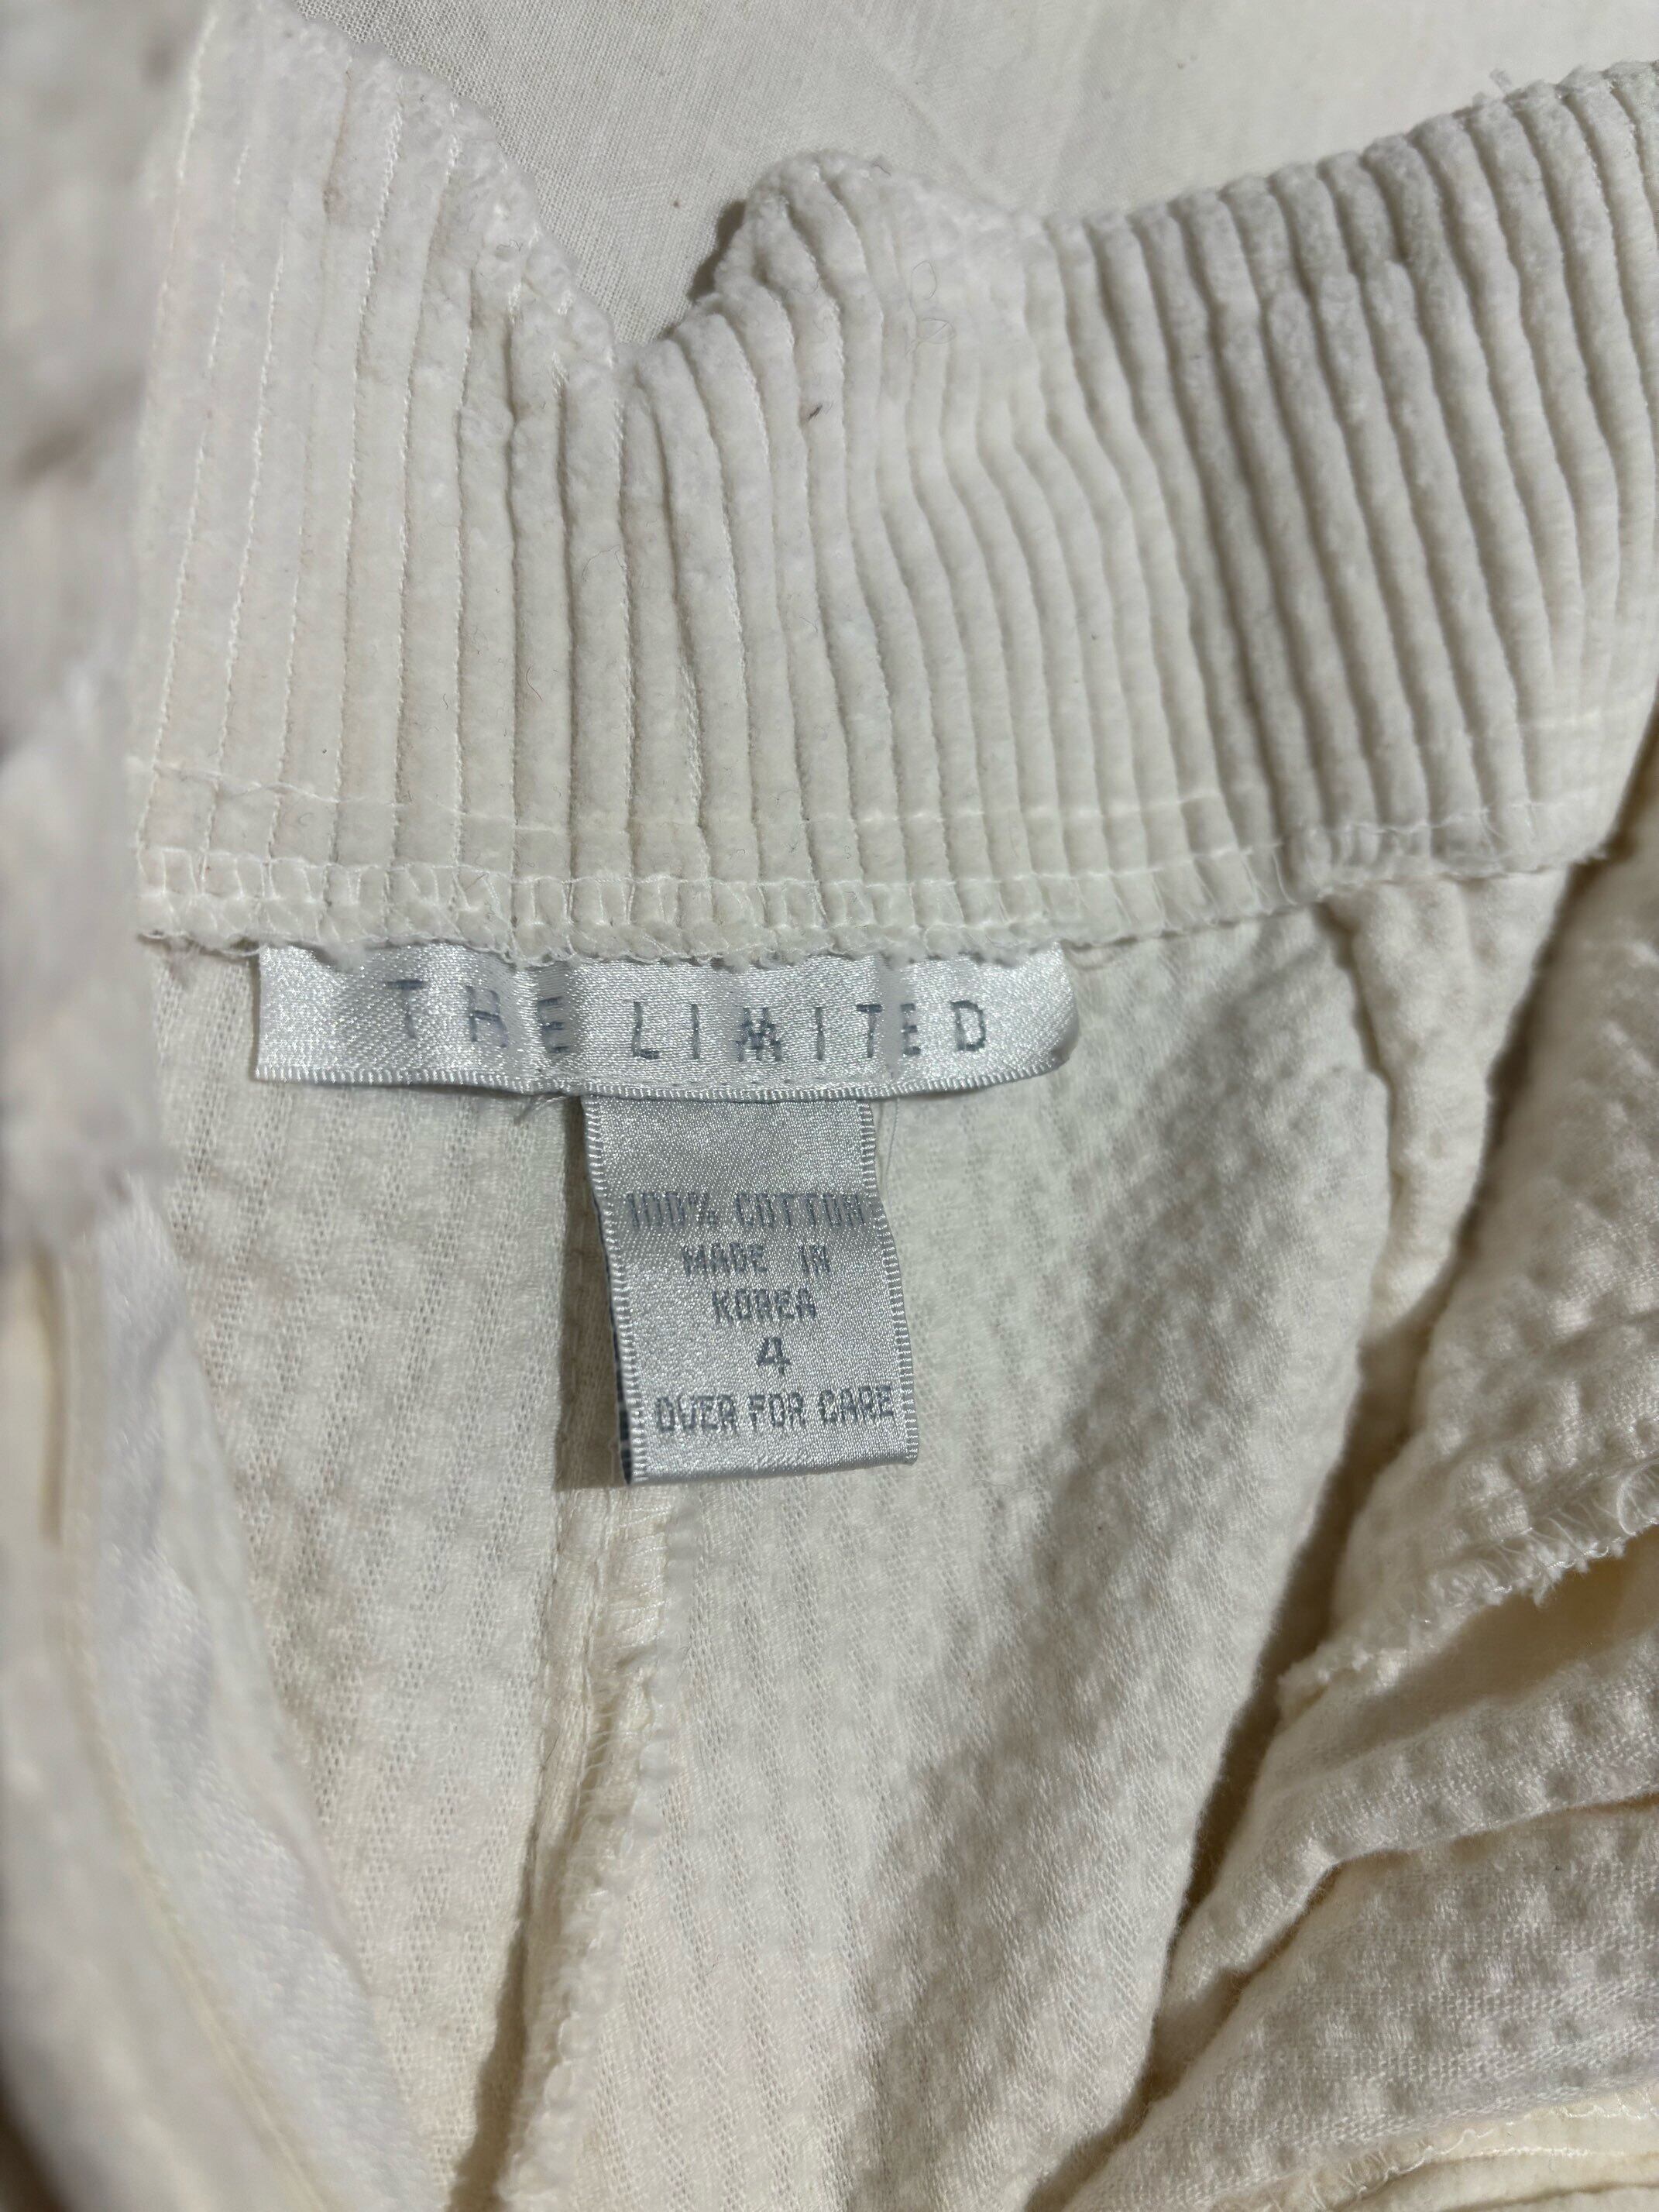 THE LIMITED
100% COTTON
MADE IN
KOREA
4
OVER FOR CARE